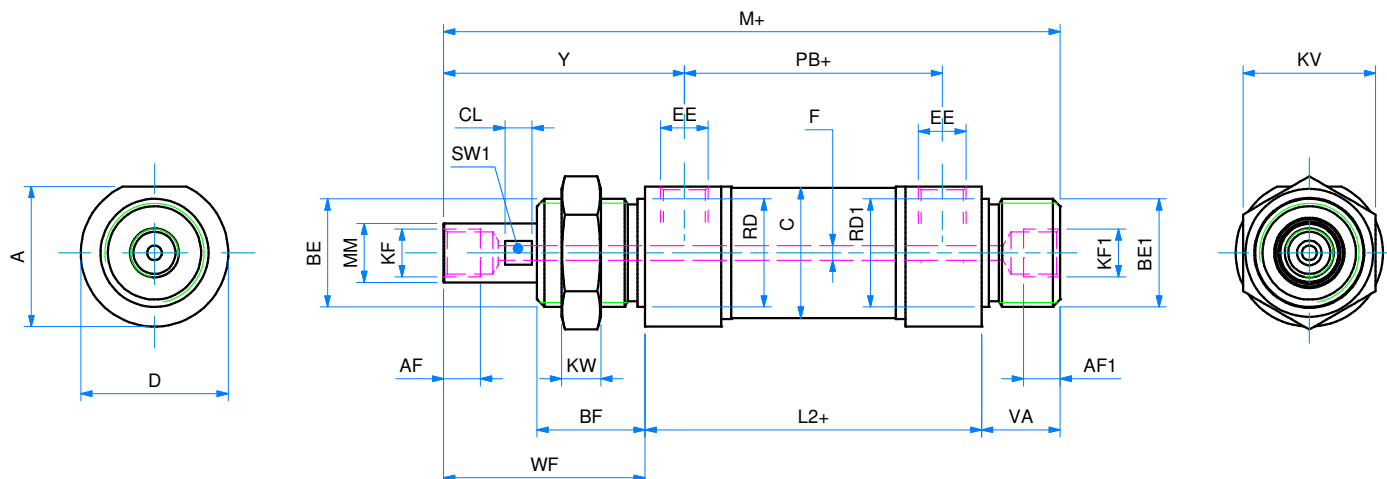 M+
Y
PB+
KV
CL
EE
F
EE
SW1
A
BE
MM
KF
RD
C
RD1
KF1
BE1
AF
KW
AF1
D
BF
L2+
VA
WF